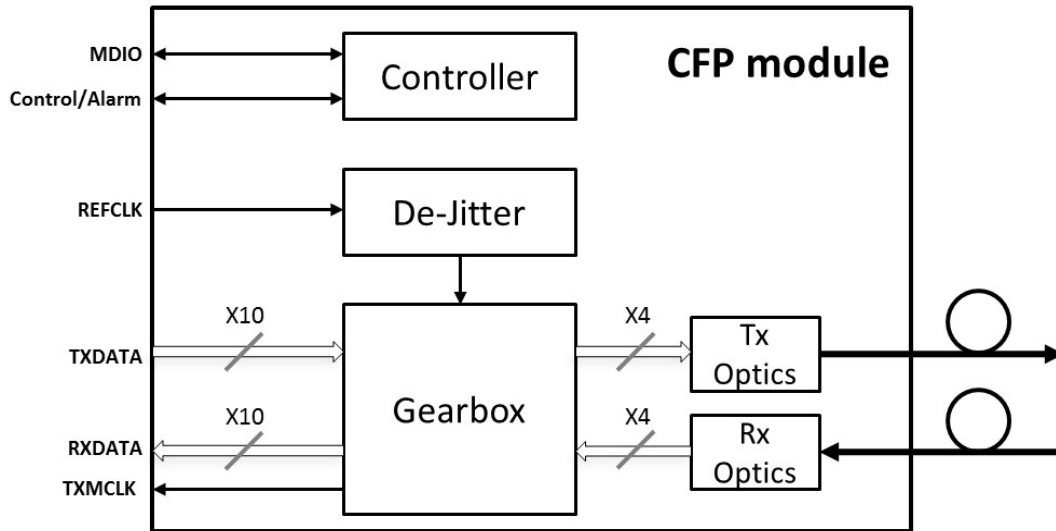 MDIO
Controller
CFP module
Control/Alarm
REFCLK
De-Jitter
X10
X4
TXDATA
Tx
Optics
Gearbox
X10
X4
RXDATA
Rx
Optics
TXMCLK